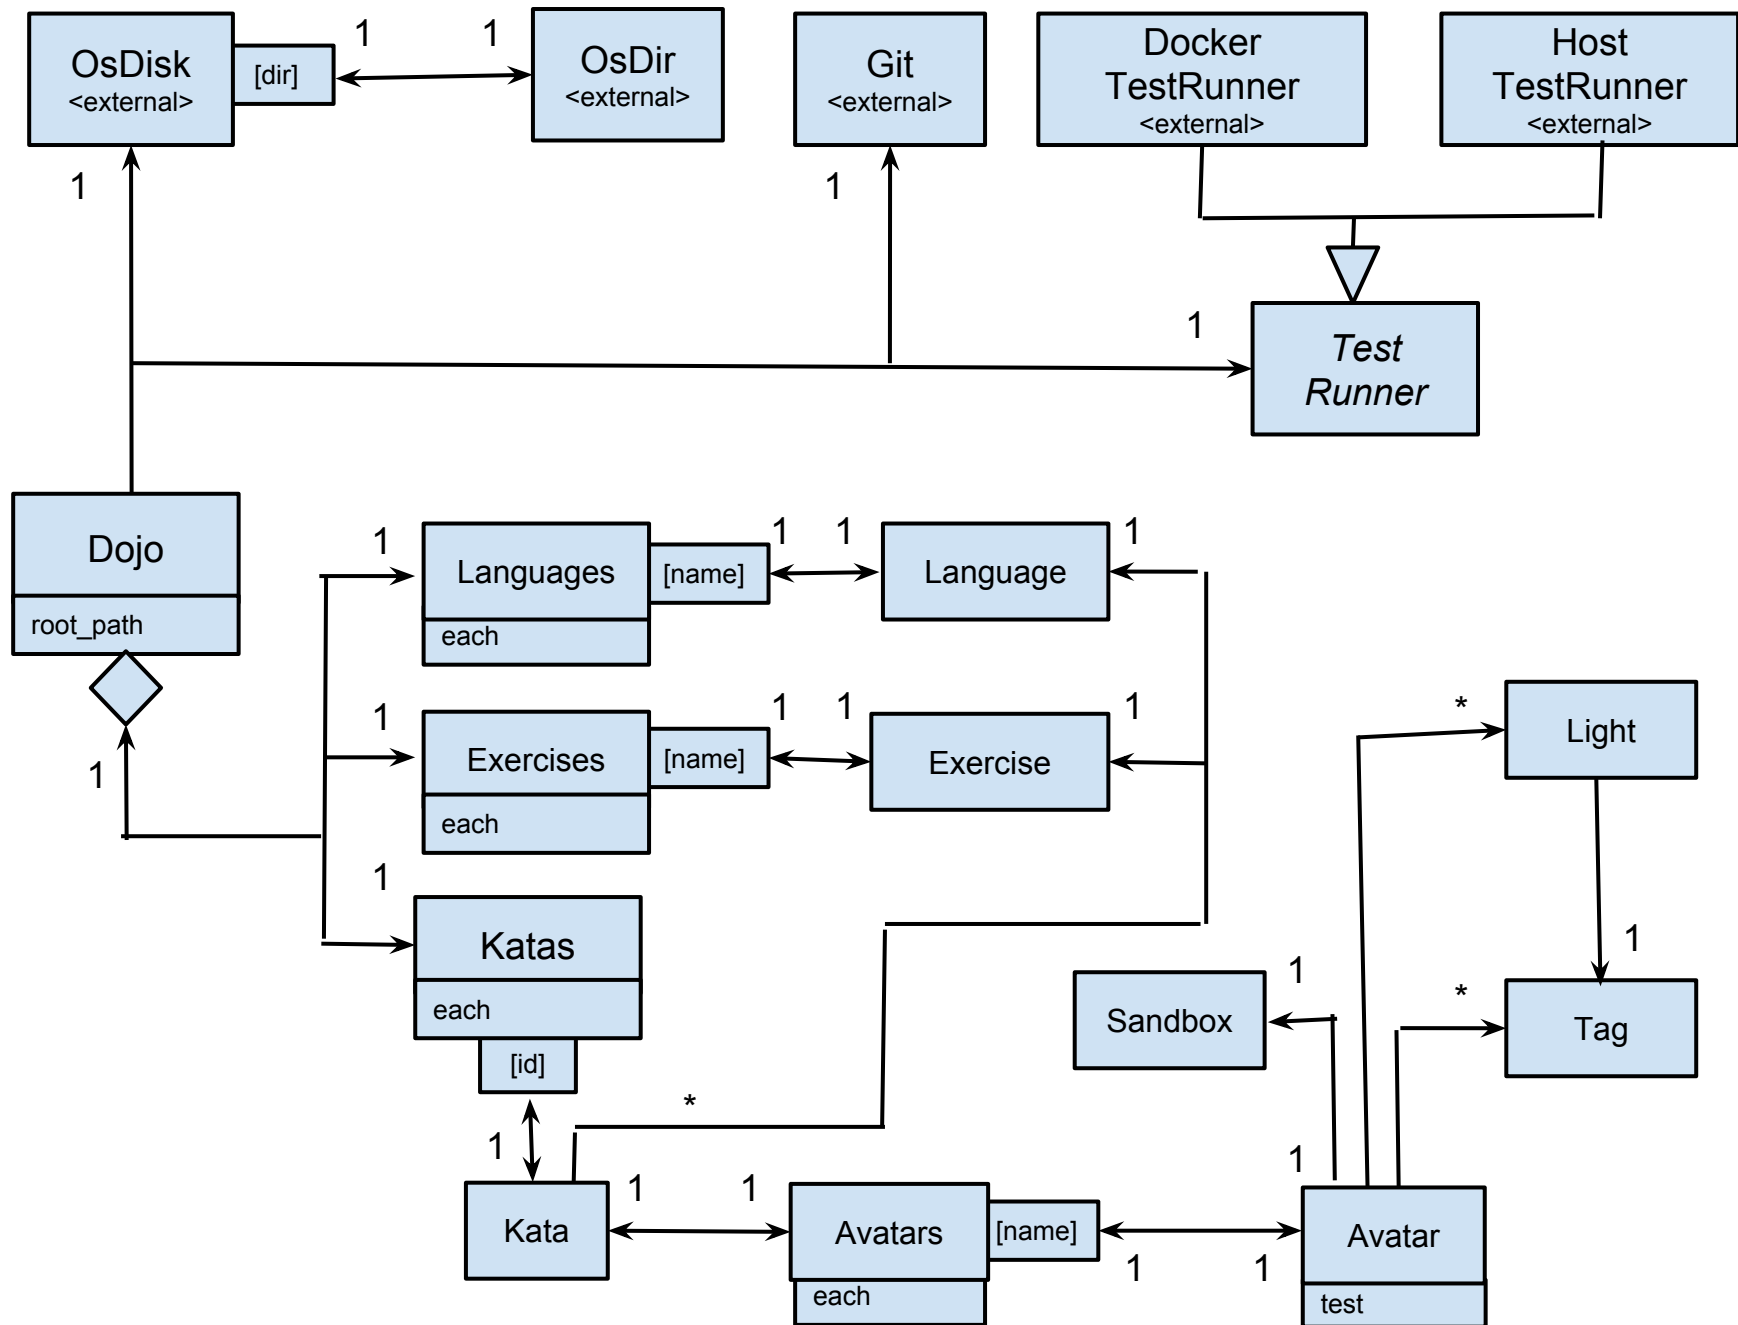 OsDisk
<external>
[dir]
1
1
OsDir
<external>
Git
<external>
Docker
TestRunner
<external>
Host
TestRunner
<external>
1
1
1
Test
Runner
Dojo
root_path
1
1
Languages
each
[name]
1
1
Language
1
1
Exercises
each
[name]
1
1
Exercise
1
*
Light
1
Katas
each
[id]
1
*
Sandbox
1
1
*
Tag
Kata
1
1
Avatars
each
[name]
1
1
1
Avatar
test